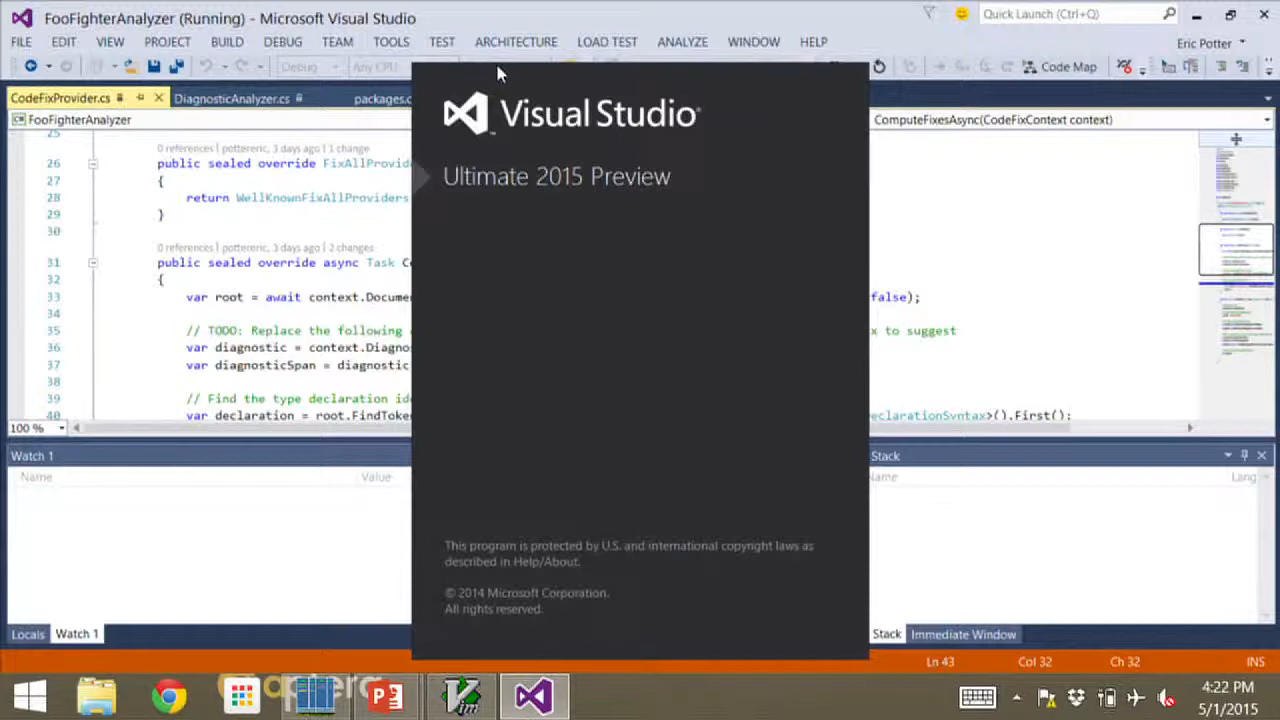 FooFighterAnalyzer (Running) - Microsoft Visual Studio
Quick Launch (Ctrl+Q)
FILE EDIT VIEW PROJECT BUILD DEBUG TEAM TOOLS TEST ARCHITECTURE LOAD TEST ANALYZE WINDOW HELP
Eric Potter
Debug Any CPU
Code Map
CodeFixProvider.cs DiagnosticAnalyzer.cs packages.c
FooFighterAnalyzer
ComputeFixesAsync(CodeFixContext context)
25
0 references | pottereric, 3 days ago | 1 change
26 public sealed override FixAllProvi
27 {
28 return WellKnownFixAllProviders
29 }
30
0 references | pottereric, 3 days ago | 2 changes
31 public sealed override async Task C
32 {
33 var root = await context.Docume
false);
34
35 // TODO: Replace the following
x to suggest
36 var diagnostic = context.Diagno
37 var diagnosticSpan = diagnostic
38
39 // Find the type declaration id
40 var declaration = root.FindToke
eclarationSyntax>().First();
100 %
Visual Studio
Ultimate 2015 Preview
This program is protected by U.S. and international copyright laws as
described in Help/About.
© 2014 Microsoft Corporation.
All rights reserved.
Watch 1
Name Value
Stack
Name Lang
Locals Watch 1
Stack Immediate Window
Ln 43 Col 32 Ch 32 INS
4:22 PM
5/1/2015